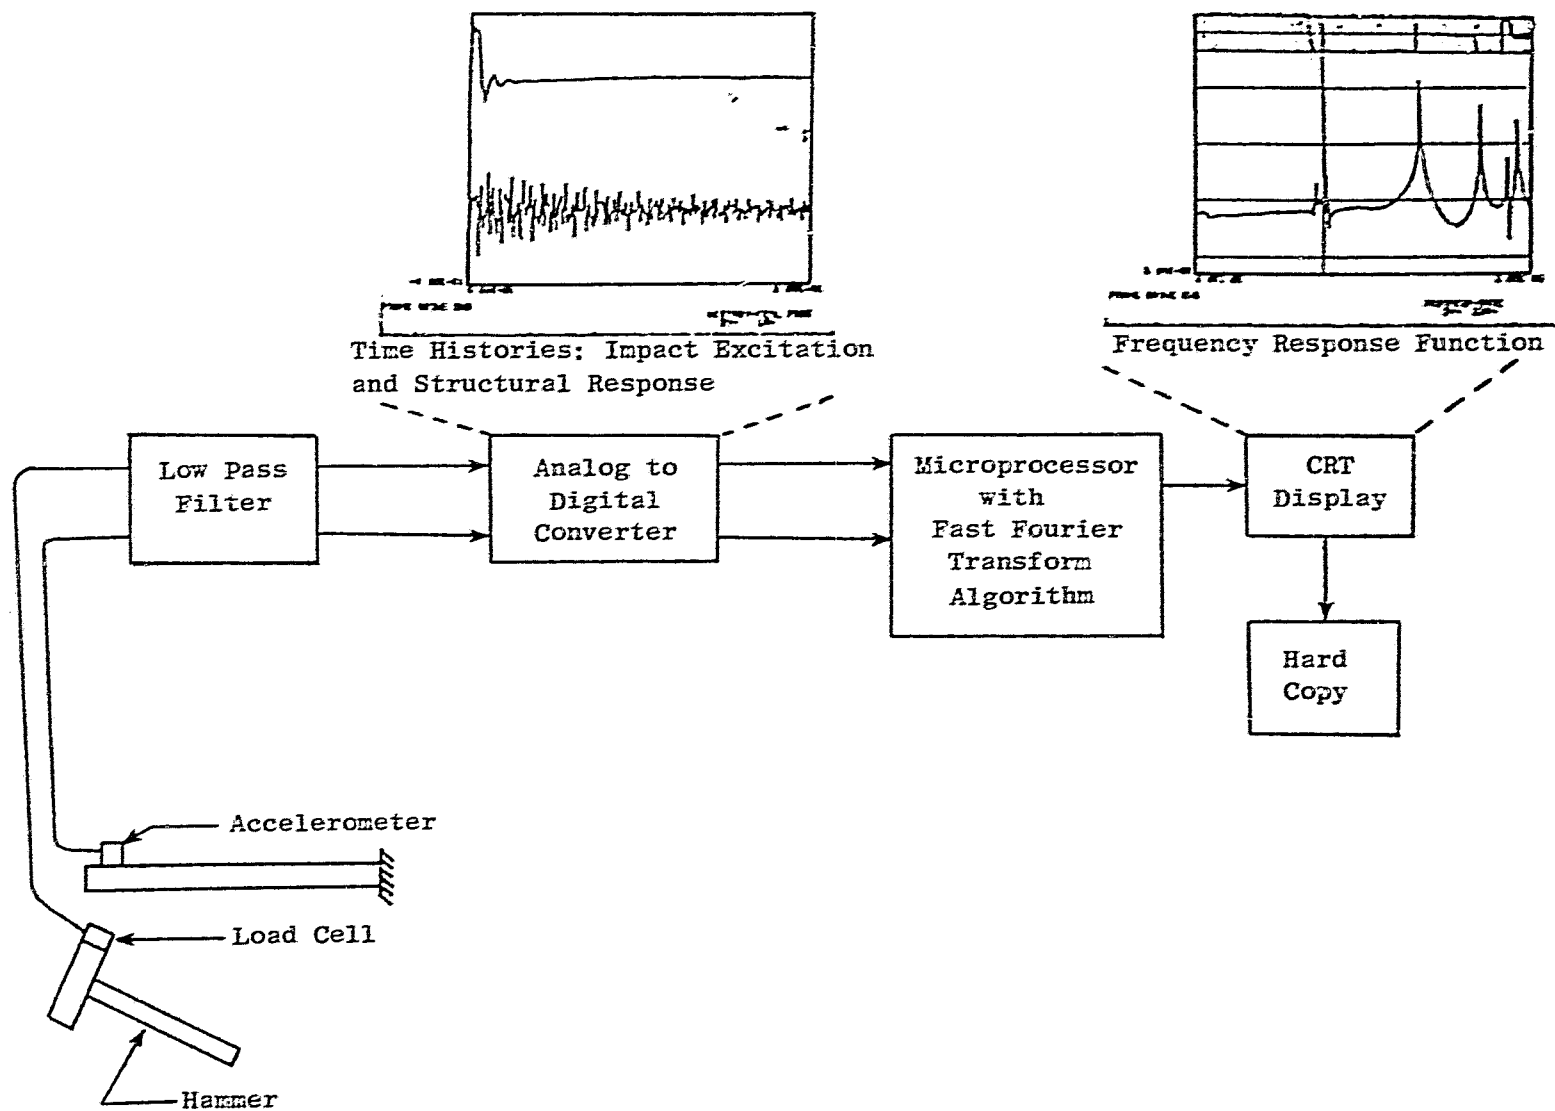 Time Histories: Impact Excitation
and Structural Response
Frequency Response Function
Low Pass
Filter
Analog to
Digital
Converter
Microprocessor
with
Fast Fourier
Transform
Algorithm
CRT
Display
Hard
Copy
Accelerometer
Load Cell
Hammer